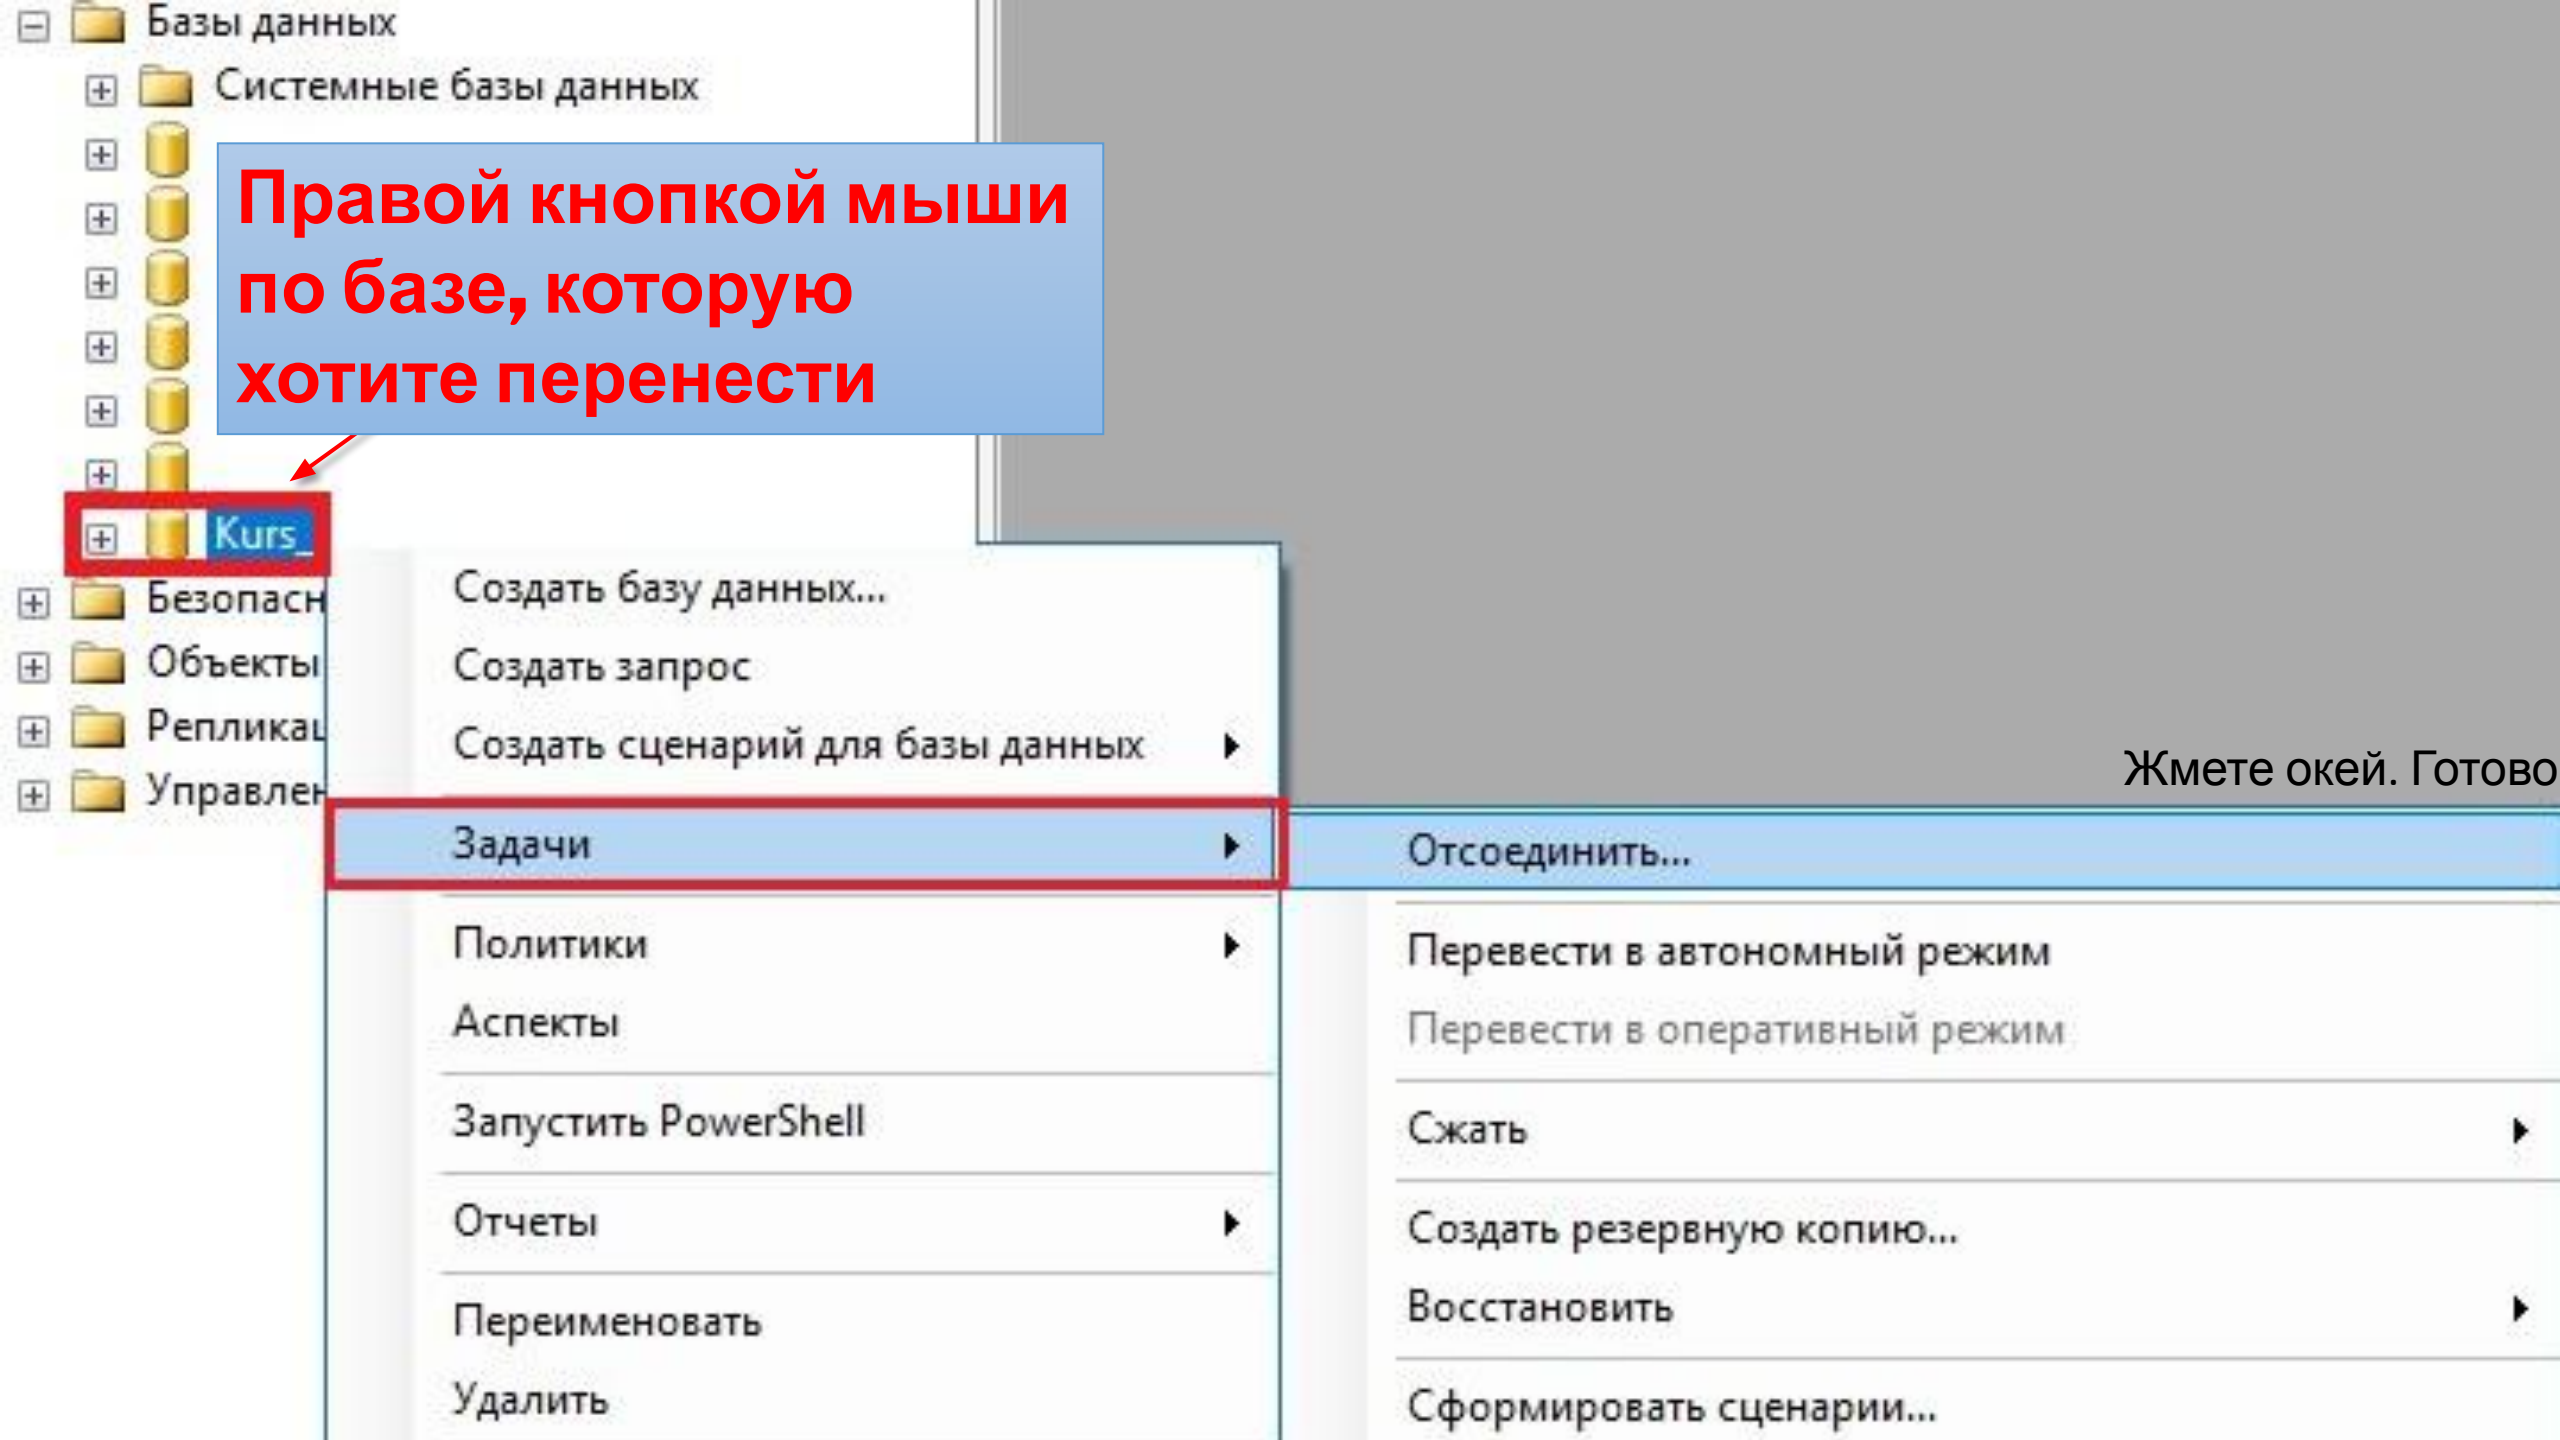 Базы данных
Системные базы данных
Правой кнопкой мыши
по базе, которую
хотите перенести
Kurs_
Безопасн
Объекты
Репликац
Управлен
Создать базу данных...
Создать запрос
Создать сценарий для базы данных
Задачи
Политики
Аспекты
Запустить PowerShell
Отчеты
Переименовать
Удалить
Жмете окей. Готово
Отсоединить...
Перевести в автономный режим
Перевести в оперативный режим
Сжать
Создать резервную копию...
Восстановить
Сформировать сценарии...